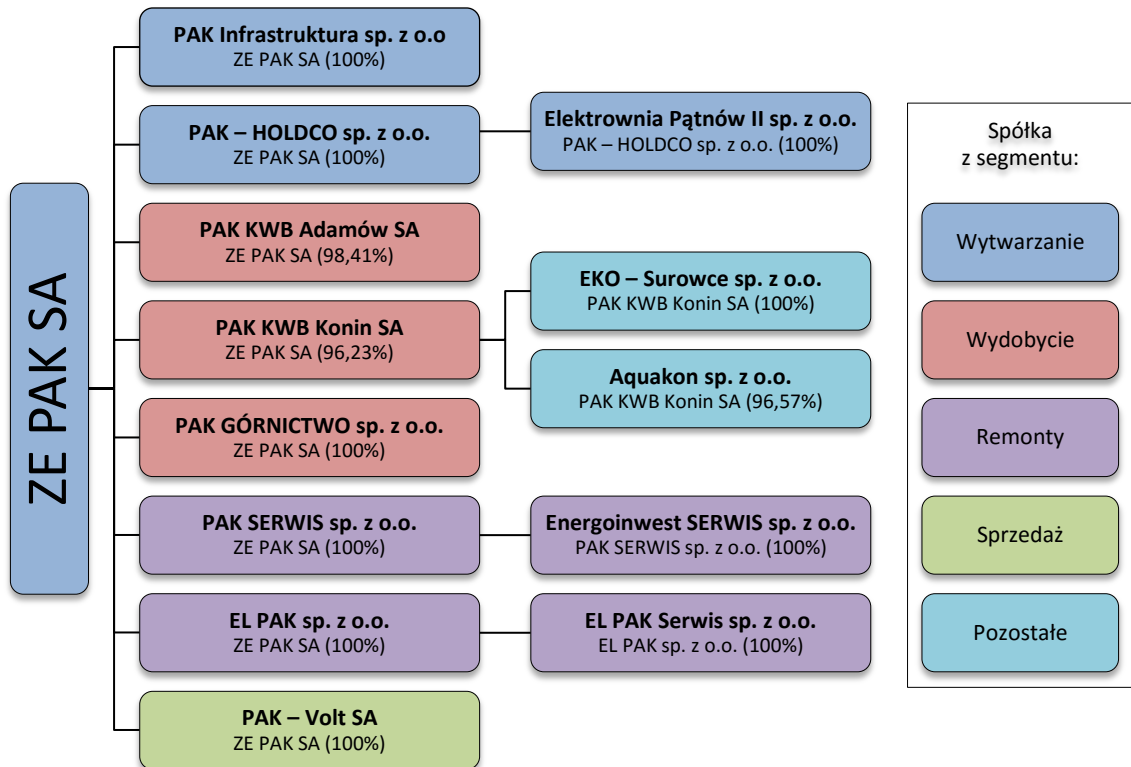 ZE PAK SA
PAK Infrastruktura sp. z o.o
ZE PAK SA (100%)
PAK – HOLDCO sp. z o.o.
ZE PAK SA (100%)
Elektrownia Pątnów II sp. z o.o.
PAK – HOLDCO sp. z o.o. (100%)
PAK KWB Adamów SA
ZE PAK SA (98,41%)
PAK KWB Konin SA
ZE PAK SA (96,23%)
EKO – Surowce sp. z o.o.
PAK KWB Konin SA (100%)
Aquakon sp. z o.o.
PAK KWB Konin SA (96,57%)
PAK GÓRNICTWO sp. z o.o.
ZE PAK SA (100%)
PAK SERWIS sp. z o.o.
ZE PAK SA (100%)
Energoinwest SERWIS sp. z o.o.
PAK SERWIS sp. z o.o. (100%)
EL PAK sp. z o.o.
ZE PAK SA (100%)
EL PAK Serwis sp. z o.o.
EL PAK sp. z o.o. (100%)
PAK – Volt SA
ZE PAK SA (100%)
Spółka
z segmentu:
Wytwarzanie
Wydobycie
Remonty
Sprzedaż
Pozostałe